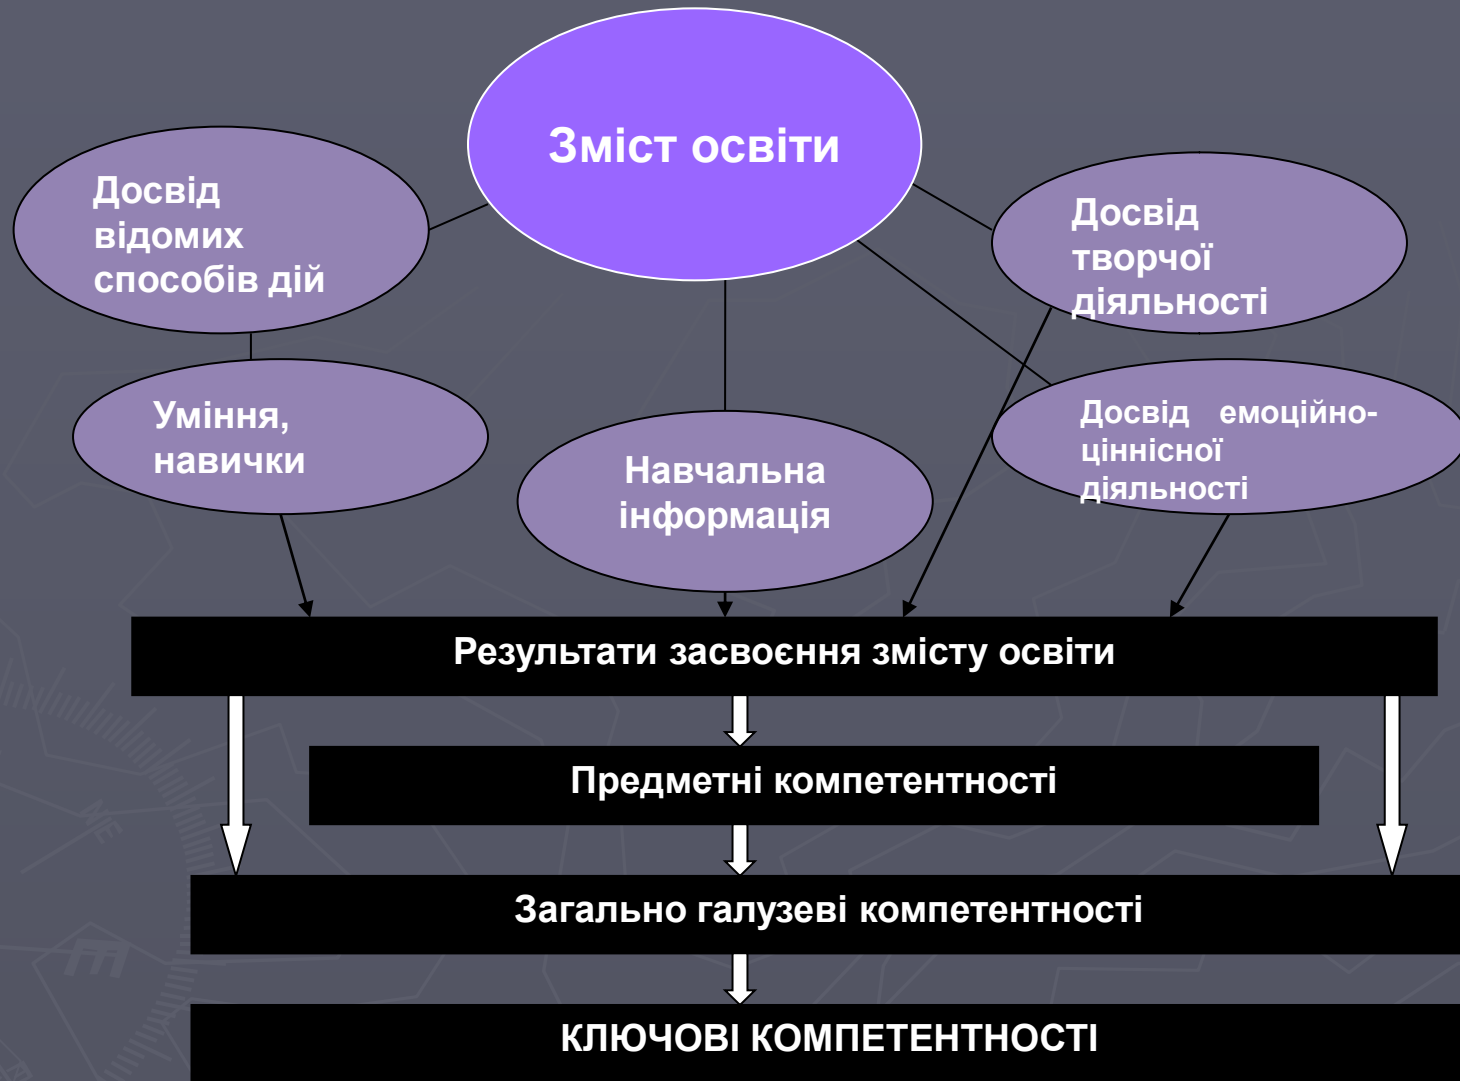 Зміст освіти
Досвід
відомих
способів дій
Досвід
творчої
діяльності
Уміння,
навички
Навчальна
інформація
Досвід емоційно-
ціннісної
діяльності
Результати засвоєння змісту освіти
Предметні компетентності
Загально галузеві компетентності
КЛЮЧОВІ КОМПЕТЕНТНОСТІ
NE
E